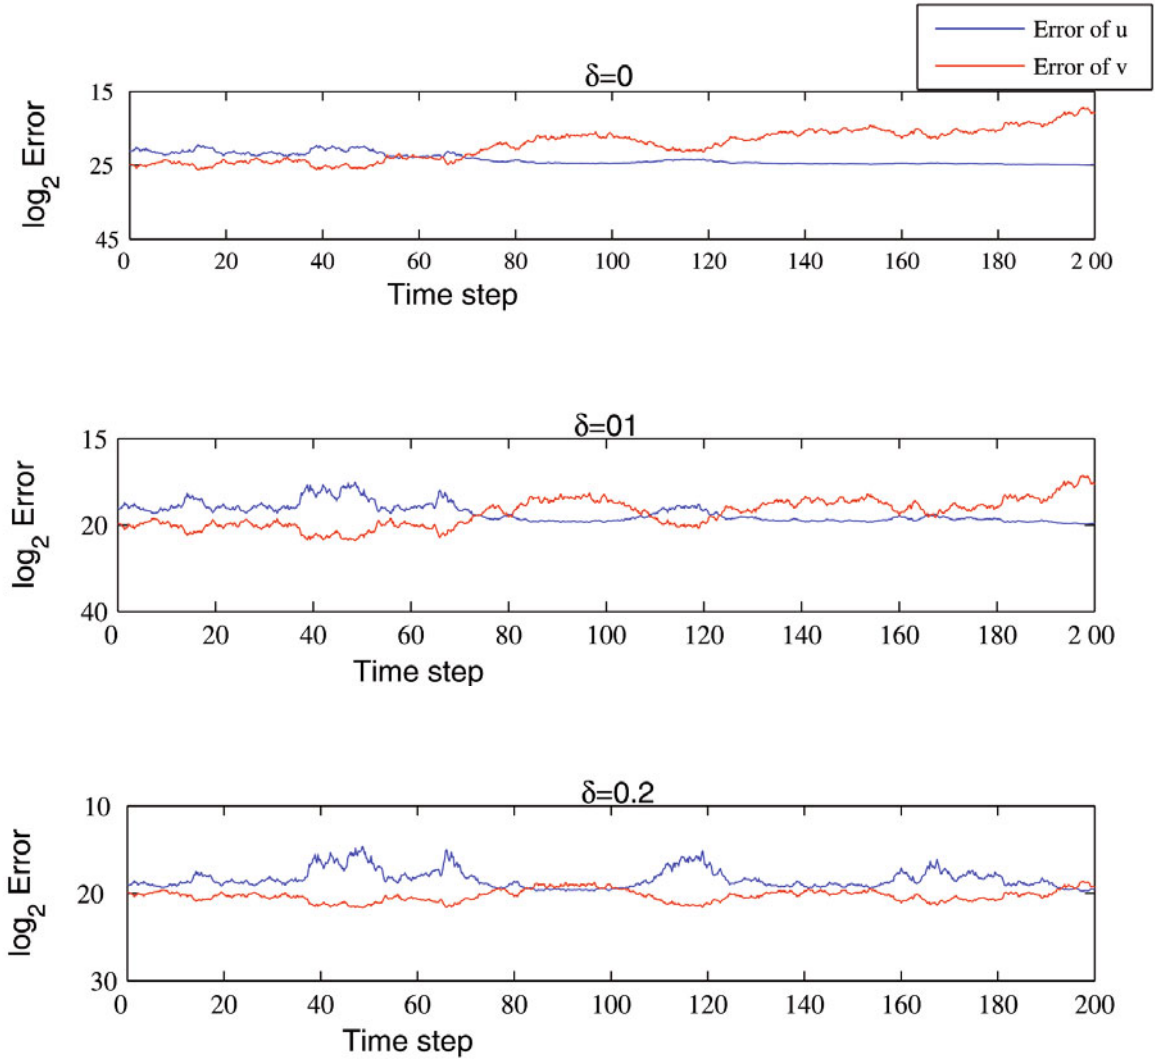 Error of u
Error of v
δ=0
log2 Error
15
25
45
0 20 40 60 80 100 120 140 160 180 2 00
Time step
δ=01
log2 Error
15
20
40
0 20 40 60 80 100 120 140 160 180 2 00
Time step
δ=0.2
log2 Error
10
20
30
0 20 40 60 80 100 120 140 160 180 200
Time step